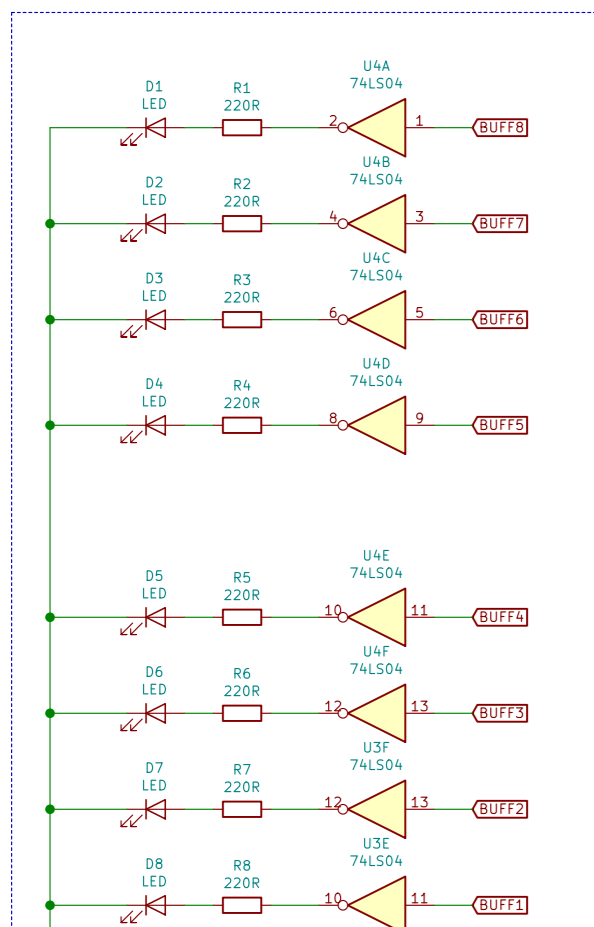 U4A
74LS04
D1
LED
R1
220R
2
1
BUFF8
U4B
74LS04
D2
LED
R2
220R
4
3
BUFF7
U4C
74LS04
D3
LED
R3
220R
6
5
BUFF6
U4D
74LS04
D4
LED
R4
220R
8
9
BUFF5
U4E
74LS04
D5
LED
R5
220R
10
11
BUFF4
U4F
74LS04
D6
LED
R6
220R
12
13
BUFF3
U3F
74LS04
D7
LED
R7
220R
12
13
BUFF2
U3E
74LS04
D8
LED
R8
220R
10
11
BUFF1